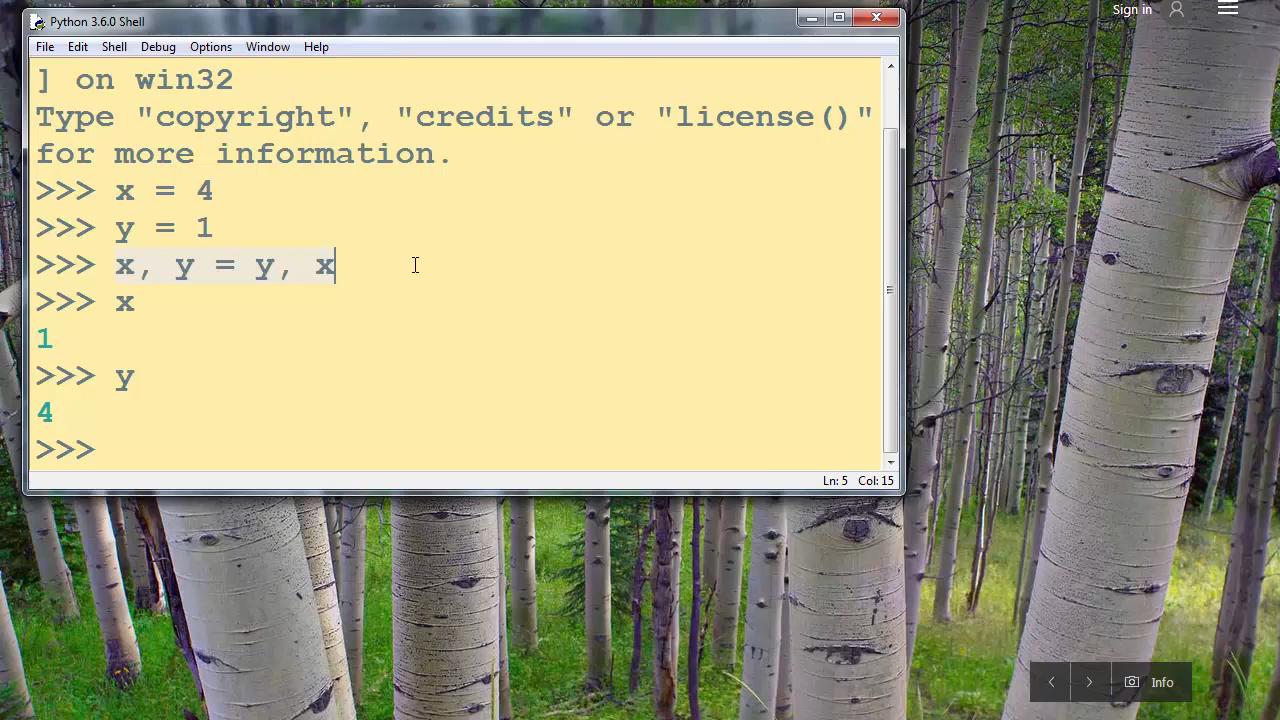 Sign in
Python 3.6.0 Shell
File Edit Shell Debug Options Window Help
] on win32
Type "copyright", "credits" or "license()"
for more information.
>>> x = 4
>>> y = 1
>>> x, y = y, x
>>> x
1
>>> y
4
>>>
Ln: 5 Col: 15
Info